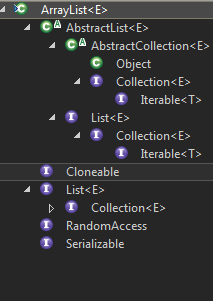 ArrayList<E>
AbstractList<E>
AbstractCollection<E>
Object
Collection<E>
Iterable<T>
List<E>
Collection<E>
Iterable<T>
Cloneable
List<E>
Collection<E>
RandomAccess
Serializable